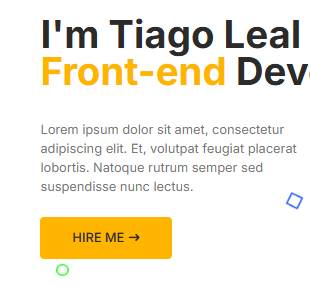 I'm Tiago Leal
Front-end
Lorem ipsum dolor sit amet, consectetur
adipiscing elit. Et, volutpat feugiat placerat
lobortis. Natoque rutrum semper sed
suspendisse nunc lectus.
HIRE ME →